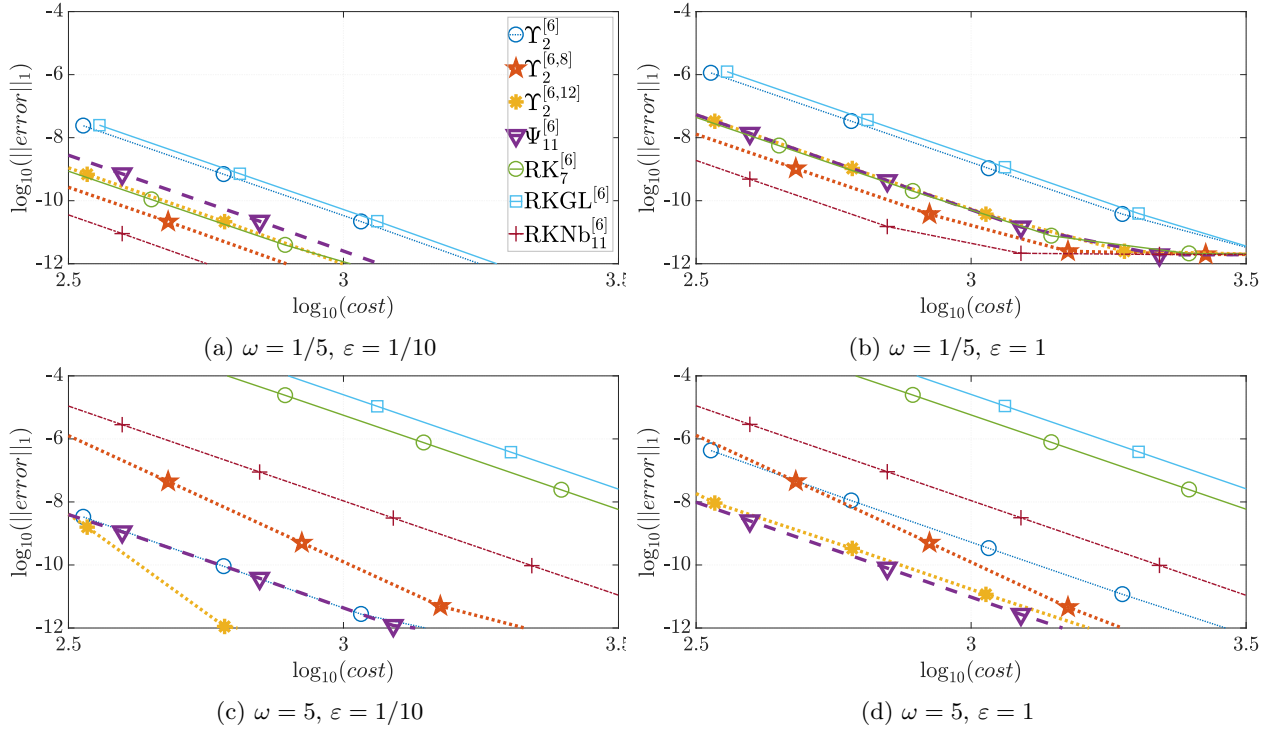 -4
-6
-8
-10
-12
2.5
3
3.5
log₁₀(||error||₁)
log₁₀(cost)
Υ₂^[6]
Υ₂^[6,8]
Υ₂^[6,12]
Ψ₁₁^[6]
RK₇^[6]
RKGL^[6]
RKNb₁₁^[6]
(a) ω = 1/5, ε = 1/10
-4
-6
-8
-10
-12
2.5
3
3.5
log₁₀(||error||₁)
log₁₀(cost)
(b) ω = 1/5, ε = 1
-4
-6
-8
-10
-12
2.5
3
3.5
log₁₀(||error||₁)
log₁₀(cost)
(c) ω = 5, ε = 1/10
-4
-6
-8
-10
-12
2.5
3
3.5
log₁₀(||error||₁)
log₁₀(cost)
(d) ω = 5, ε = 1